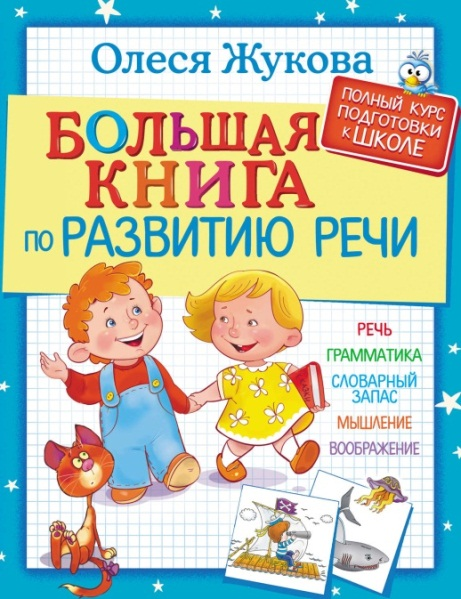 Олеся Жукова
ПОЛНЫЙ КУРС
ПОДГОТОВКИ
к ШКОЛЕ
БОЛЬШАЯ
КНИГА
по РАЗВИТИЮ РЕЧИ
РЕЧЬ
ГРАММАТИКА
СЛОВАРНЫЙ
ЗАПАС
МЫШЛЕНИЕ
ВООБРАЖЕНИЕ